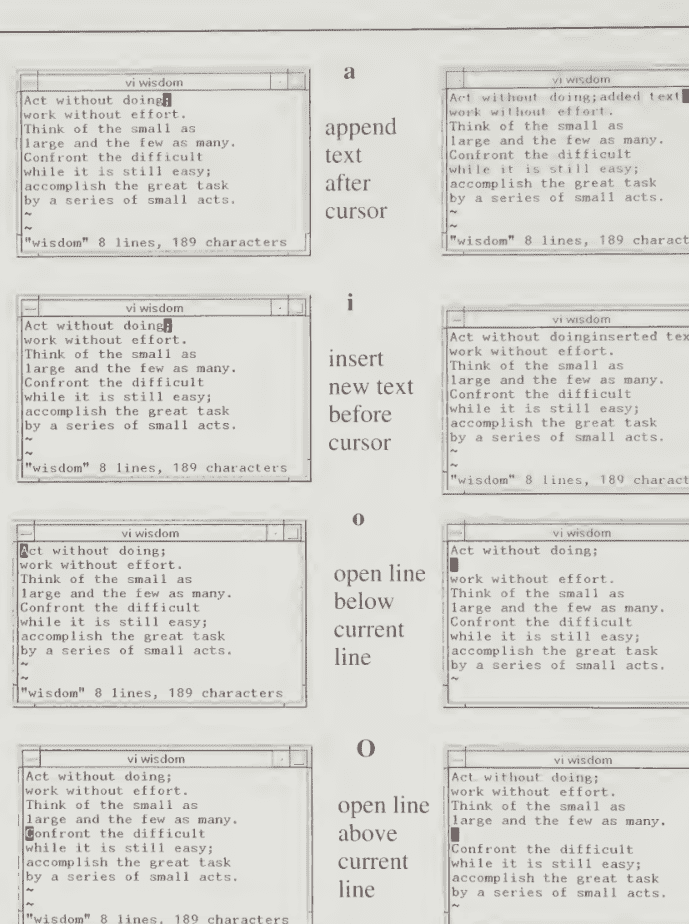 vi wisdom
Act without doing;
work without effort.
Think of the small as
large and the few as many.
Confront the difficult
while it is still easy;
accomplish the great task
by a series of small acts.
~
~
"wisdom" 8 lines, 189 characters
a
append
text
after
cursor
vi wisdom
Act without doing;added text
work without effort.
Think of the small as
large and the few as many.
Confront the difficult
while it is still easy;
accomplish the great task
by a series of small acts.
~
~
"wisdom" 8 lines, 189 charact
vi wisdom
Act without doing;
work without effort.
Think of the small as
large and the few as many.
Confront the difficult
while it is still easy;
accomplish the great task
by a series of small acts.
~
~
"wisdom" 8 lines, 189 characters
i
insert
new text
before
cursor
vi wisdom
Act without doinginserted tex
work without effort.
Think of the small as
large and the few as many.
Confront the difficult
while it is still easy;
accomplish the great task
by a series of small acts.
~
~
"wisdom" 8 lines, 189 charact
vi wisdom
Act without doing;
work without effort.
Think of the small as
large and the few as many.
Confront the difficult
while it is still easy;
accomplish the great task
by a series of small acts.
~
~
"wisdom" 8 lines, 189 characters
o
open line
below
current
line
vi wisdom
Act without doing;
work without effort.
Think of the small as
large and the few as many.
Confront the difficult
while it is still easy;
accomplish the great task
by a series of small acts.
~
vi wisdom
Act without doing;
work without effort.
Think of the small as
large and the few as many.
Confront the difficult
while it is still easy;
accomplish the great task
by a series of small acts.
~
~
"wisdom" 8 lines, 189 characters
O
open line
above
current
line
vi wisdom
Act without doing;
work without effort.
Think of the small as
large and the few as many.
Confront the difficult
while it is still easy;
accomplish the great task
by a series of small acts.
~